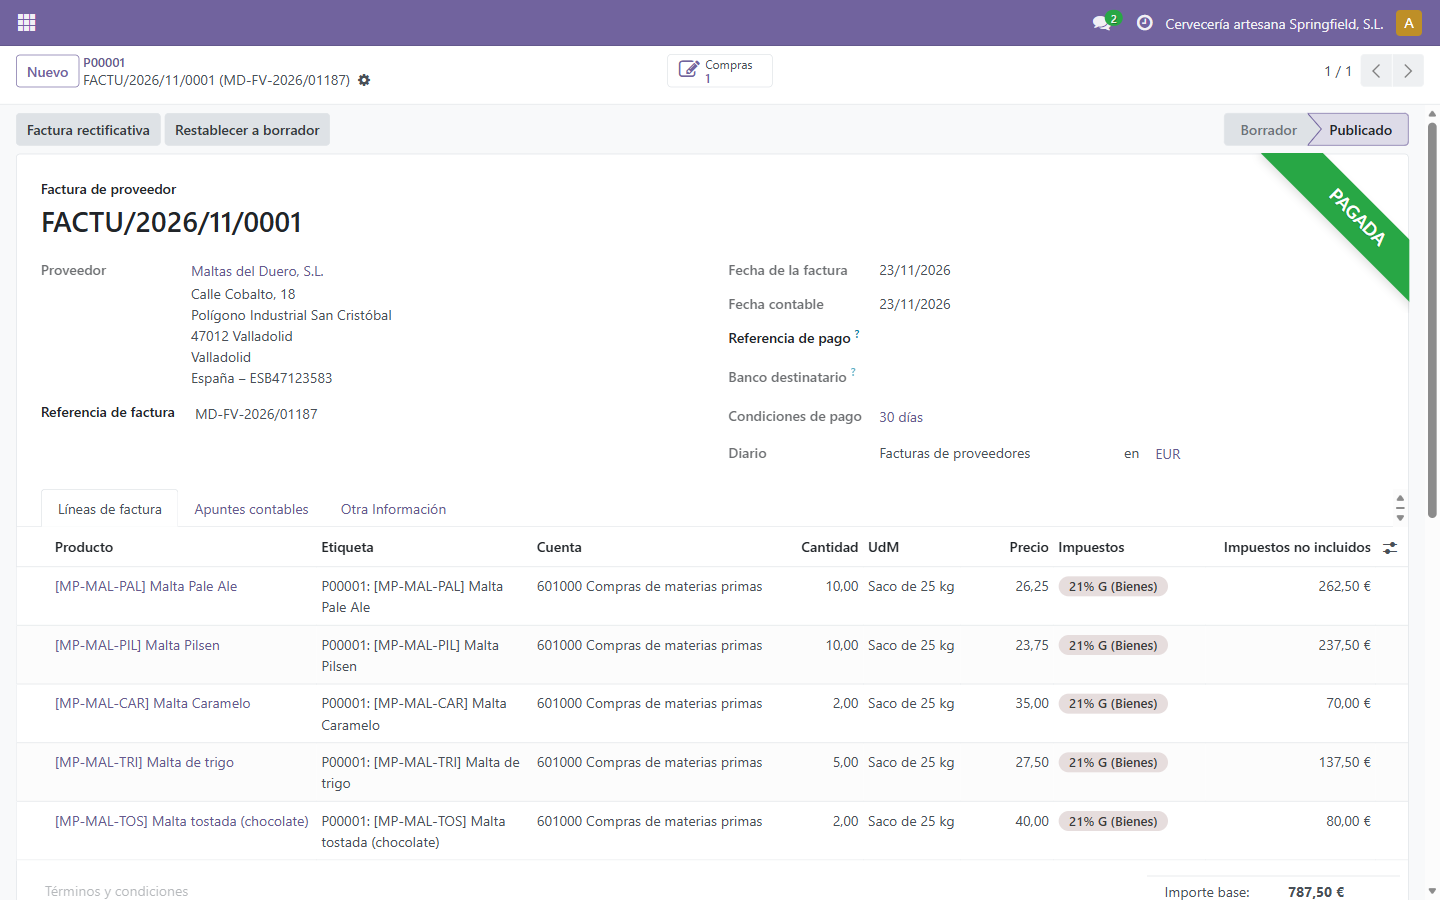 2
Cervecería artesana Springfield, S.L.
A
Nuevo
P00001
FACTU/2026/11/0001 (MD-FV-2026/01187)
Compras
1
1 / 1
Factura rectificativa
Restablecer a borrador
Borrador
Publicado
PAGADA
Factura de proveedor
FACTU/2026/11/0001
Proveedor
Maltas del Duero, S.L.
Calle Cobalto, 18
Polígono Industrial San Cristóbal
47012 Valladolid
Valladolid
España – ESB47123583
Referencia de factura MD-FV-2026/01187
Fecha de la factura 23/11/2026
Fecha contable 23/11/2026
Referencia de pago ?
Banco destinatario ?
Condiciones de pago 30 días
Diario Facturas de proveedores en EUR
Líneas de factura Apuntes contables Otra Información
Producto Etiqueta Cuenta Cantidad UdM Precio Impuestos Impuestos no incluidos
[MP-MAL-PAL] Malta Pale Ale P00001: [MP-MAL-PAL] Malta 601000 Compras de materias primas 10,00 Saco de 25 kg 26,25 21% G (Bienes) 262,50 €
Pale Ale
[MP-MAL-PIL] Malta Pilsen P00001: [MP-MAL-PIL] Malta 601000 Compras de materias primas 10,00 Saco de 25 kg 23,75 21% G (Bienes) 237,50 €
Pilsen
[MP-MAL-CAR] Malta Caramelo P00001: [MP-MAL-CAR] Malta 601000 Compras de materias primas 2,00 Saco de 25 kg 35,00 21% G (Bienes) 70,00 €
Caramelo
[MP-MAL-TRI] Malta de trigo P00001: [MP-MAL-TRI] Malta de 601000 Compras de materias primas 5,00 Saco de 25 kg 27,50 21% G (Bienes) 137,50 €
trigo
[MP-MAL-TOS] Malta tostada (chocolate) P00001: [MP-MAL-TOS] Malta 601000 Compras de materias primas 2,00 Saco de 25 kg 40,00 21% G (Bienes) 80,00 €
tostada (chocolate)
Términos y condiciones
Importe base: 787,50 €